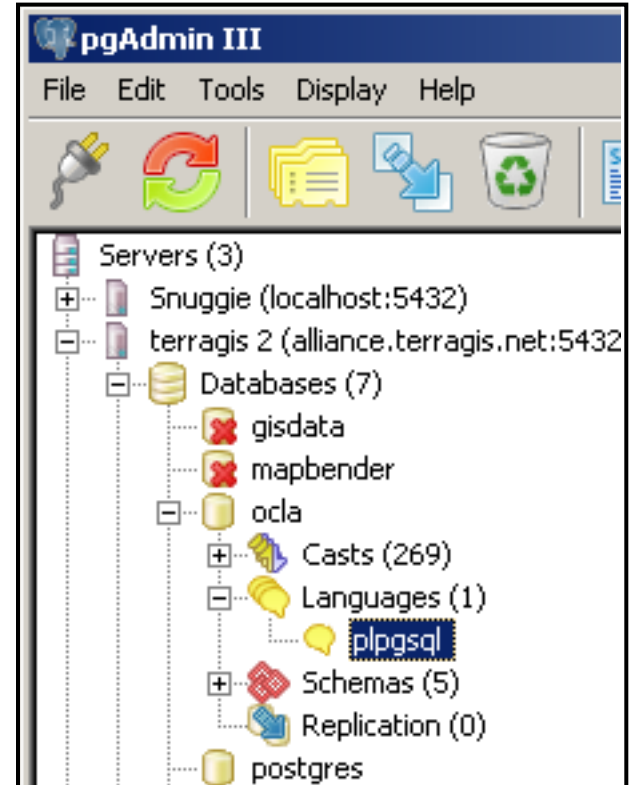 pgAdmin III
File Edit Tools Display Help
Servers (3)
Snuggie (localhost:5432)
terragis 2 (alliance.terragis.net:5432
Databases (7)
gisdata
mapbender
ocla
Casts (269)
Languages (1)
plpgsql
Schemas (5)
Replication (0)
postgres